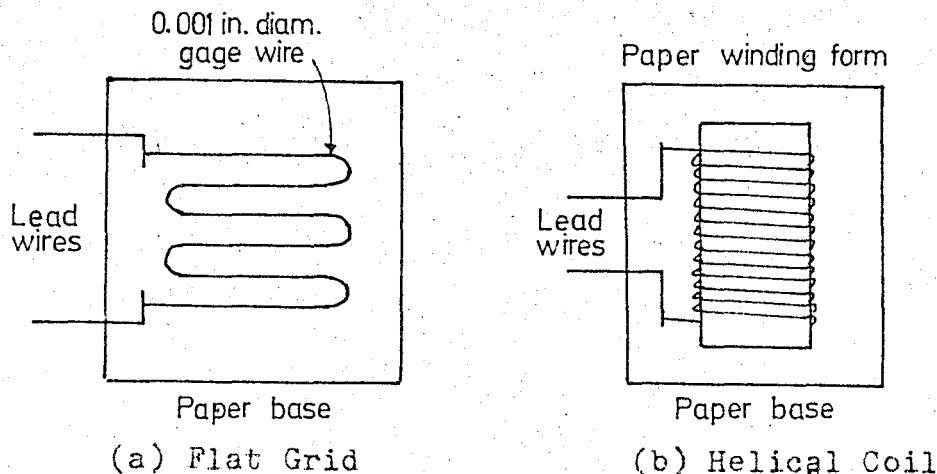 0.001 in. diam.
gage wire
Lead
wires
Paper base
(a) Flat Grid
Paper winding form
Lead
wires
Paper base
(b) Helical Coil